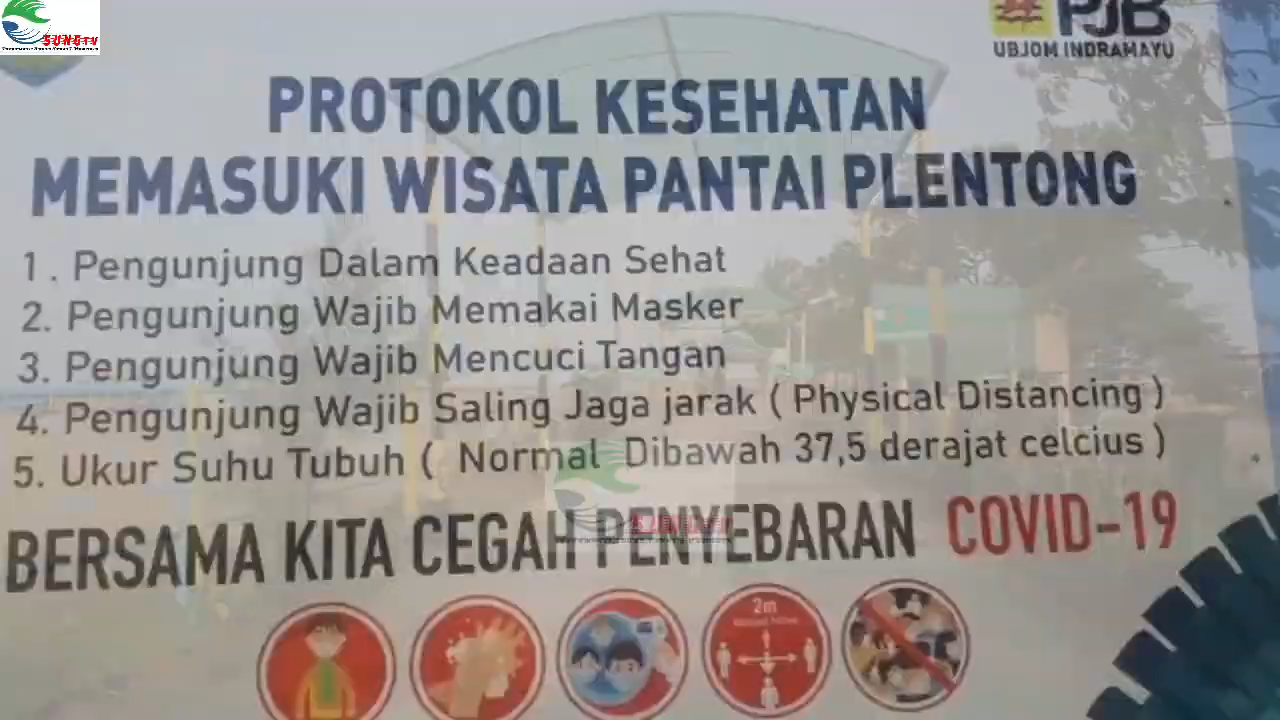 SUNGTV
PJB
UBJOM INDRAMAYU
PROTOKOL KESEHATAN
MEMASUKI WISATA PANTAI PLENTONG
1. Pengunjung Dalam Keadaan Sehat
2. Pengunjung Wajib Memakai Masker
3. Pengunjung Wajib Mencuci Tangan
4. Pengunjung Wajib Saling Jaga jarak ( Physical Distancing )
5. Ukur Suhu Tubuh ( Normal Dibawah 37,5 derajat celcius )
BERSAMA KITA CEGAH PENYEBARAN COVID-19
2m